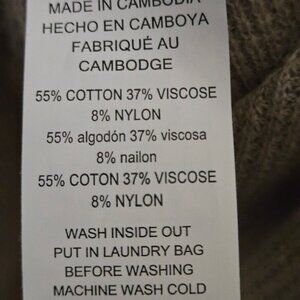 MADE IN CAMBODIA
HECHO EN CAMBOYA
FABRIQUÉ AU
CAMBODGE
55% COTTON 37% VISCOSE
8% NYLON
55% algodón 37% viscosa
8% nailon
55% COTON 37% VISCOSE
8% NYLON
WASH INSIDE OUT
PUT IN LAUNDRY BAG
BEFORE WASHING
MACHINE WASH COLD